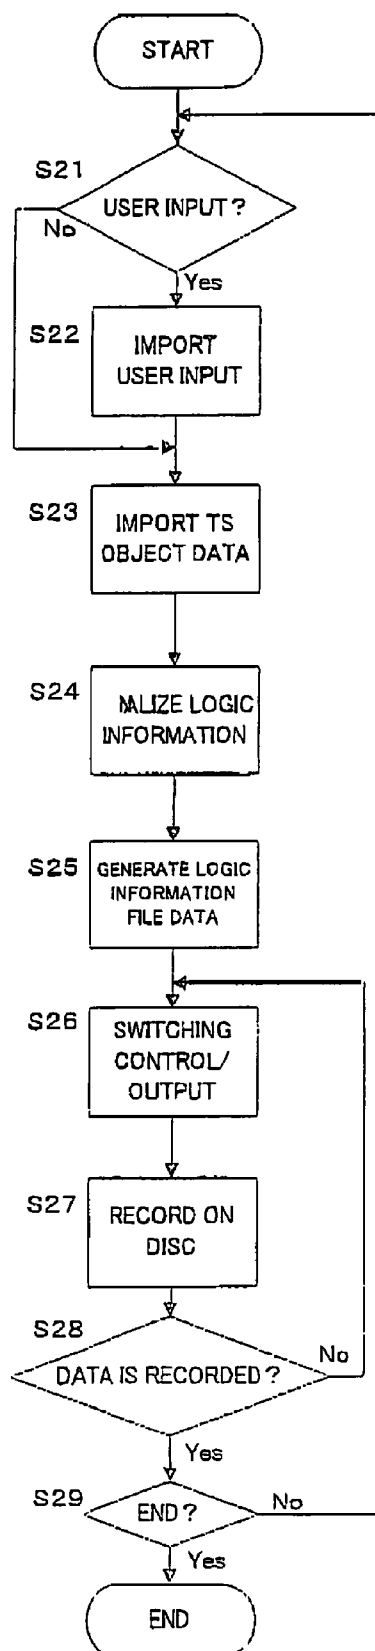 START
S21
USER INPUT?
No
Yes
S22
IMPORT
USER INPUT
S23
IMPORT TS
OBJECT DATA
S24
LOGIC
INFORMATION
S25
GENERATE LOGIC
INFORMATION
FILE DATA
S26
SWITCHING
CONTROL/
OUTPUT
S27
RECORD ON
DISC
S28
DATA IS RECORDED?
No
Yes
S29
END?
No
Yes
END